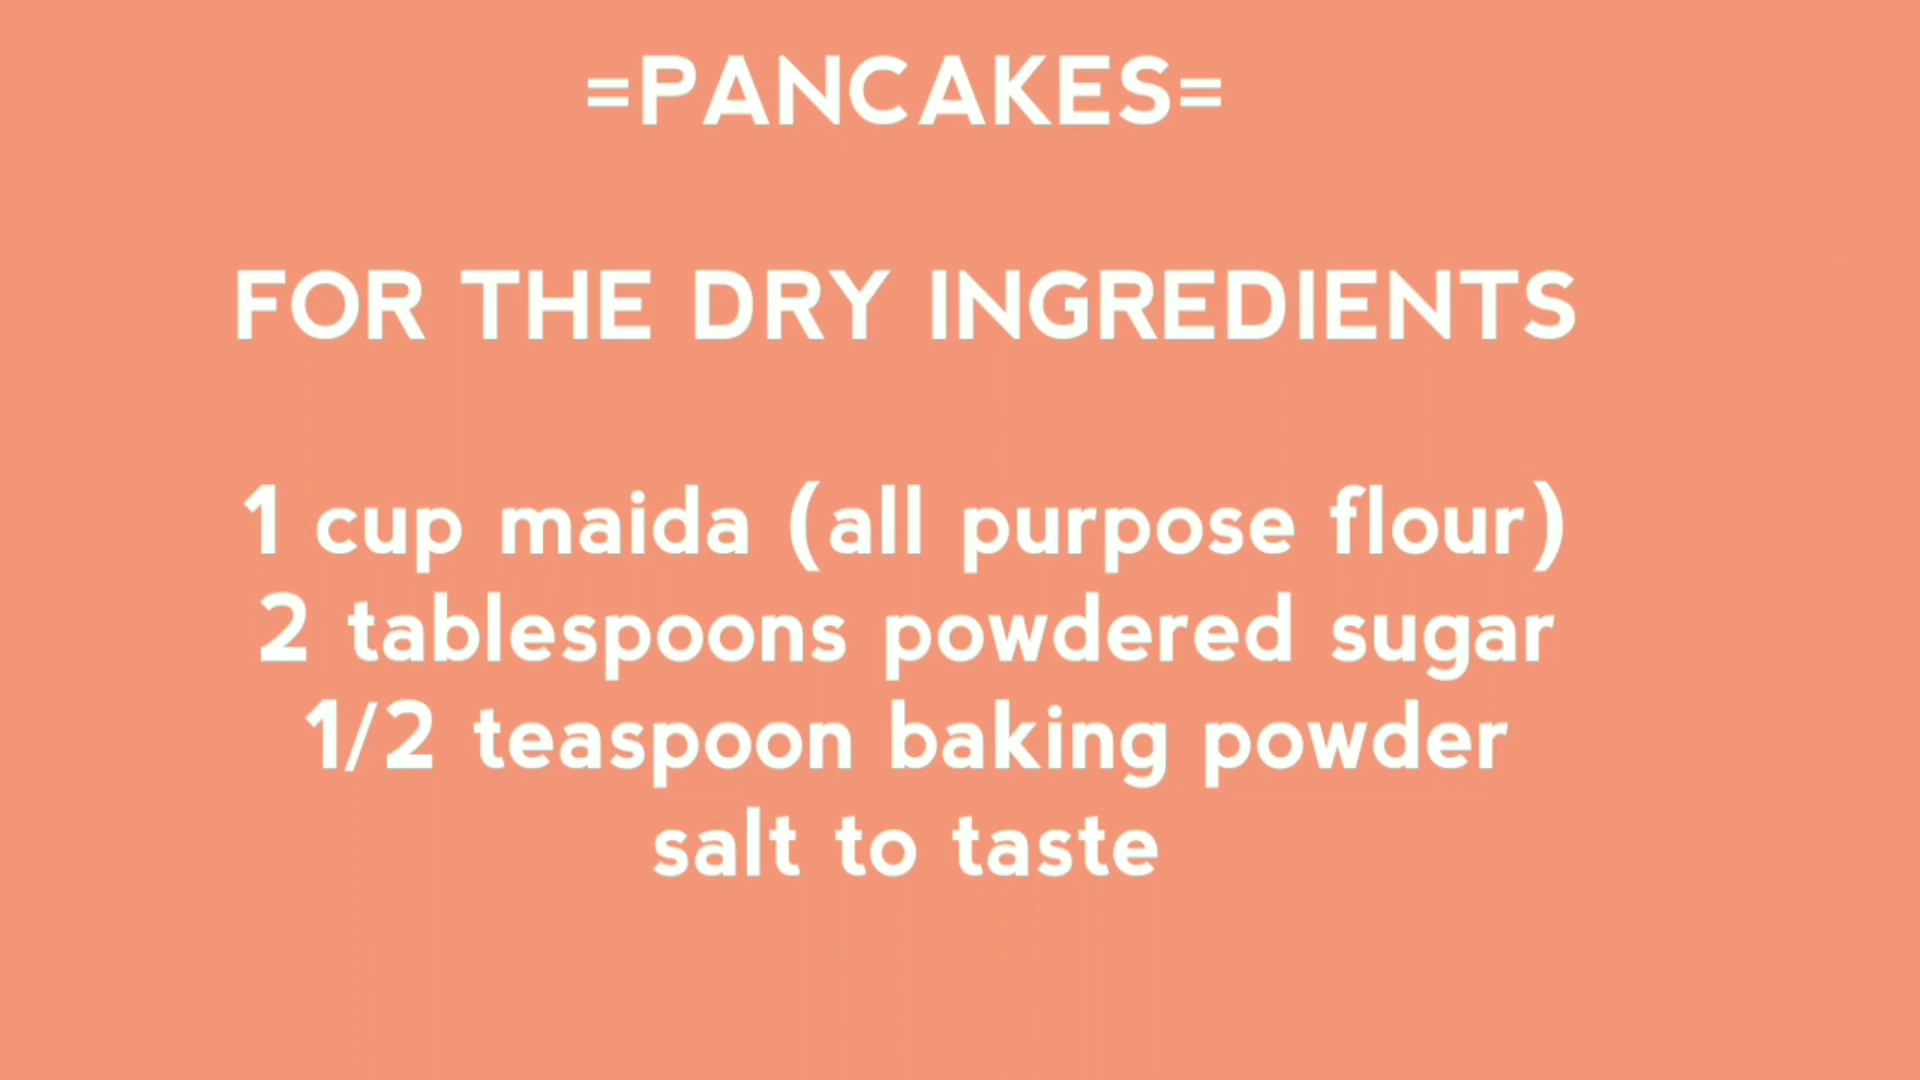 =PANCAKES=
FOR THE DRY INGREDIENTS
1 cup maida (all purpose flour)
2 tablespoons powdered sugar
1/2 teaspoon baking powder
salt to taste